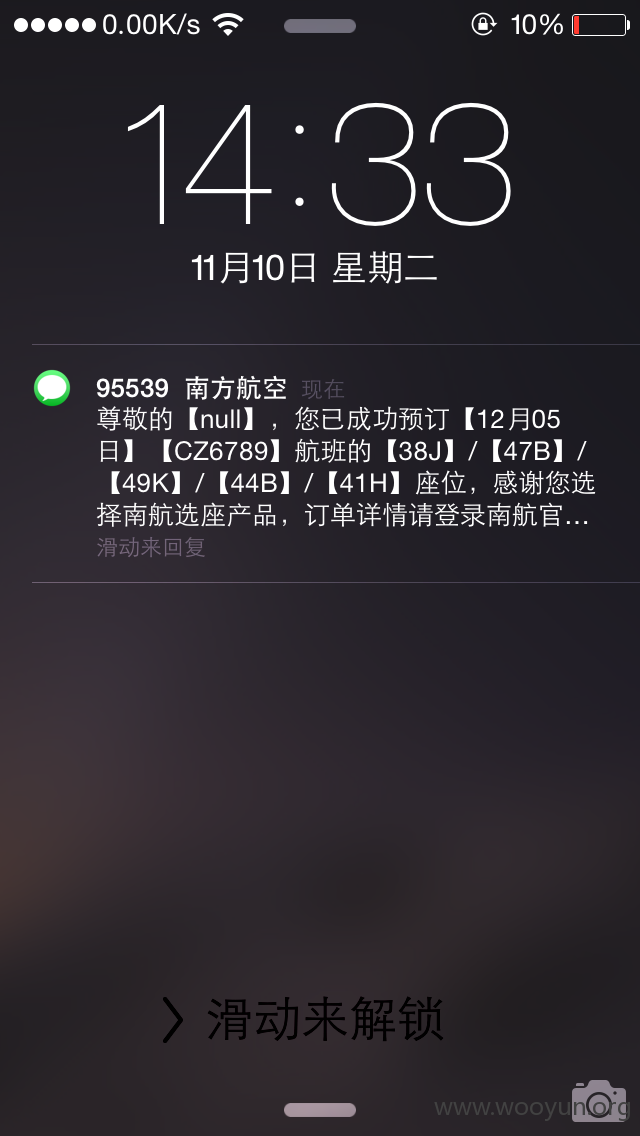 0.00K/s 10%
14:33
11月10日 星期二
95539 南方航空 现在
尊敬的【null】，您已成功预订【12月05
日】【CZ6789】航班的【38J】/【47B】/
【49K】/【44B】/【41H】座位，感谢您选
择南航选座产品，订单详情请登录南航官…
滑动来回复
滑动来解锁
www.wooyun.org